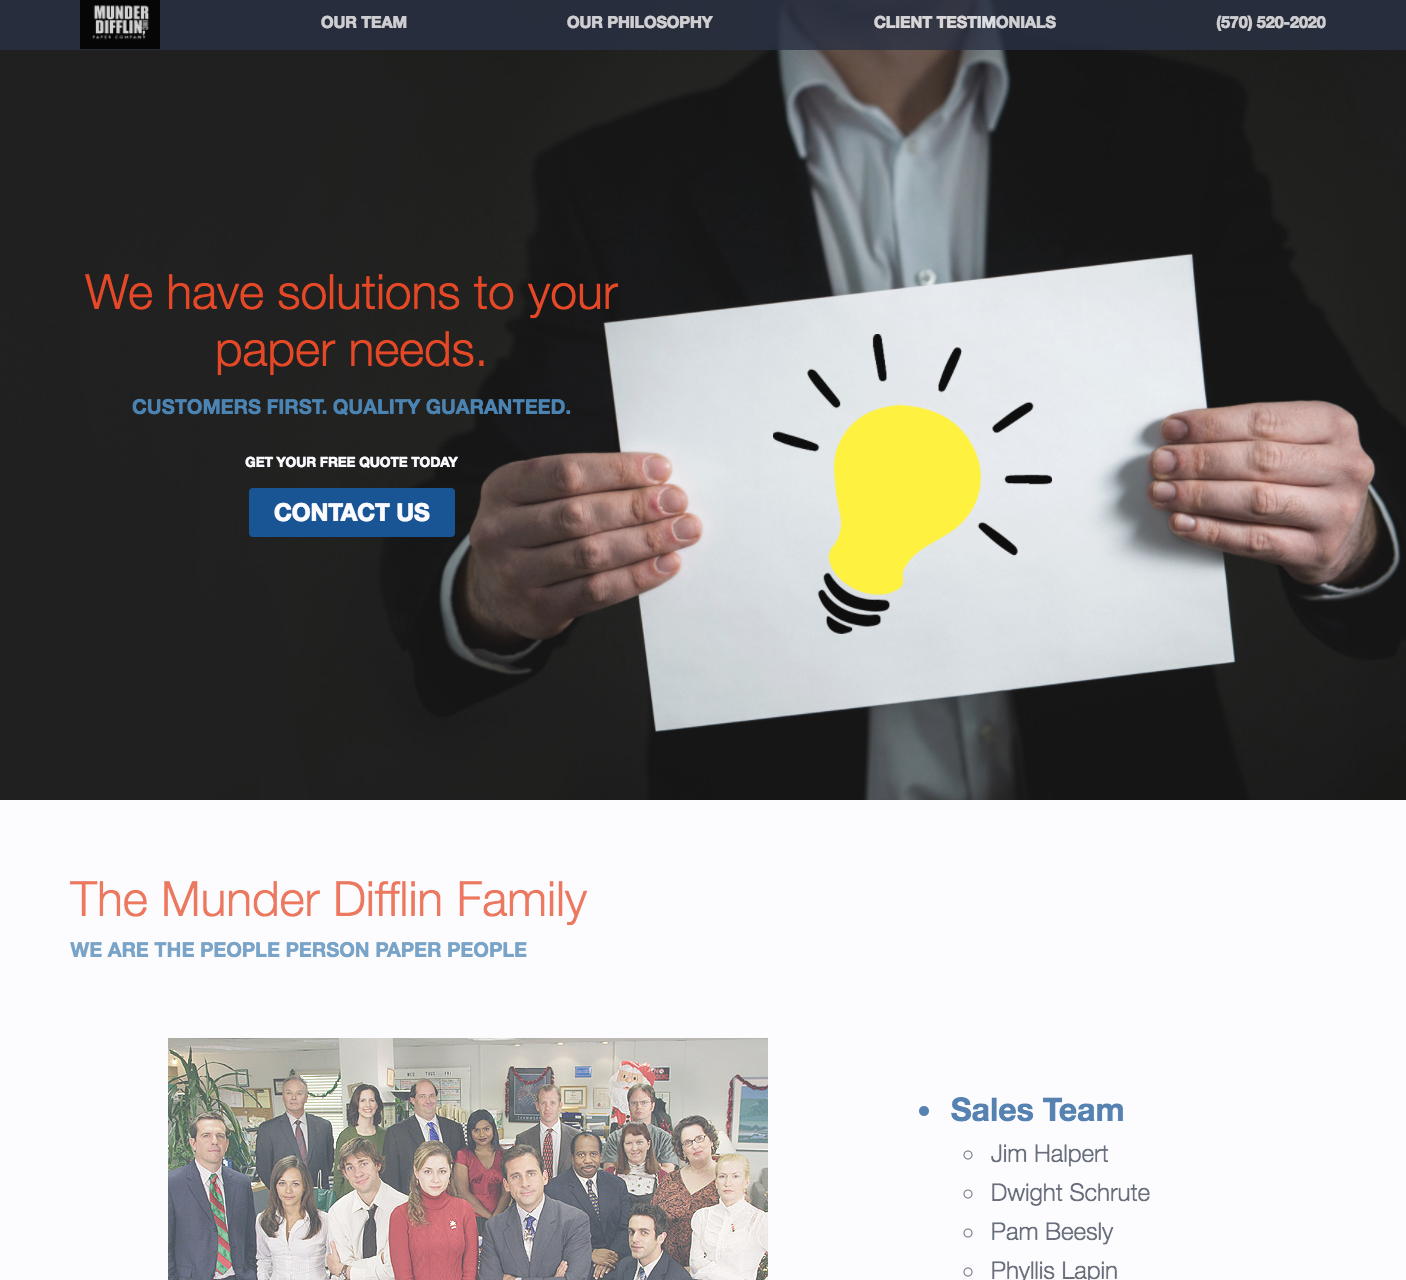 MUNDER
DIFFLIN,
PAPER COMPANY
OUR TEAM
OUR PHILOSOPHY
CLIENT TESTIMONIALS
(570) 520-2020
We have solutions to your
paper needs.
CUSTOMERS FIRST. QUALITY GUARANTEED.
GET YOUR FREE QUOTE TODAY
CONTACT US
The Munder Difflin Family
WE ARE THE PEOPLE PERSON PAPER PEOPLE
Sales Team
Jim Halpert
Dwight Schrute
Pam Beesly
Phyllis Lapin